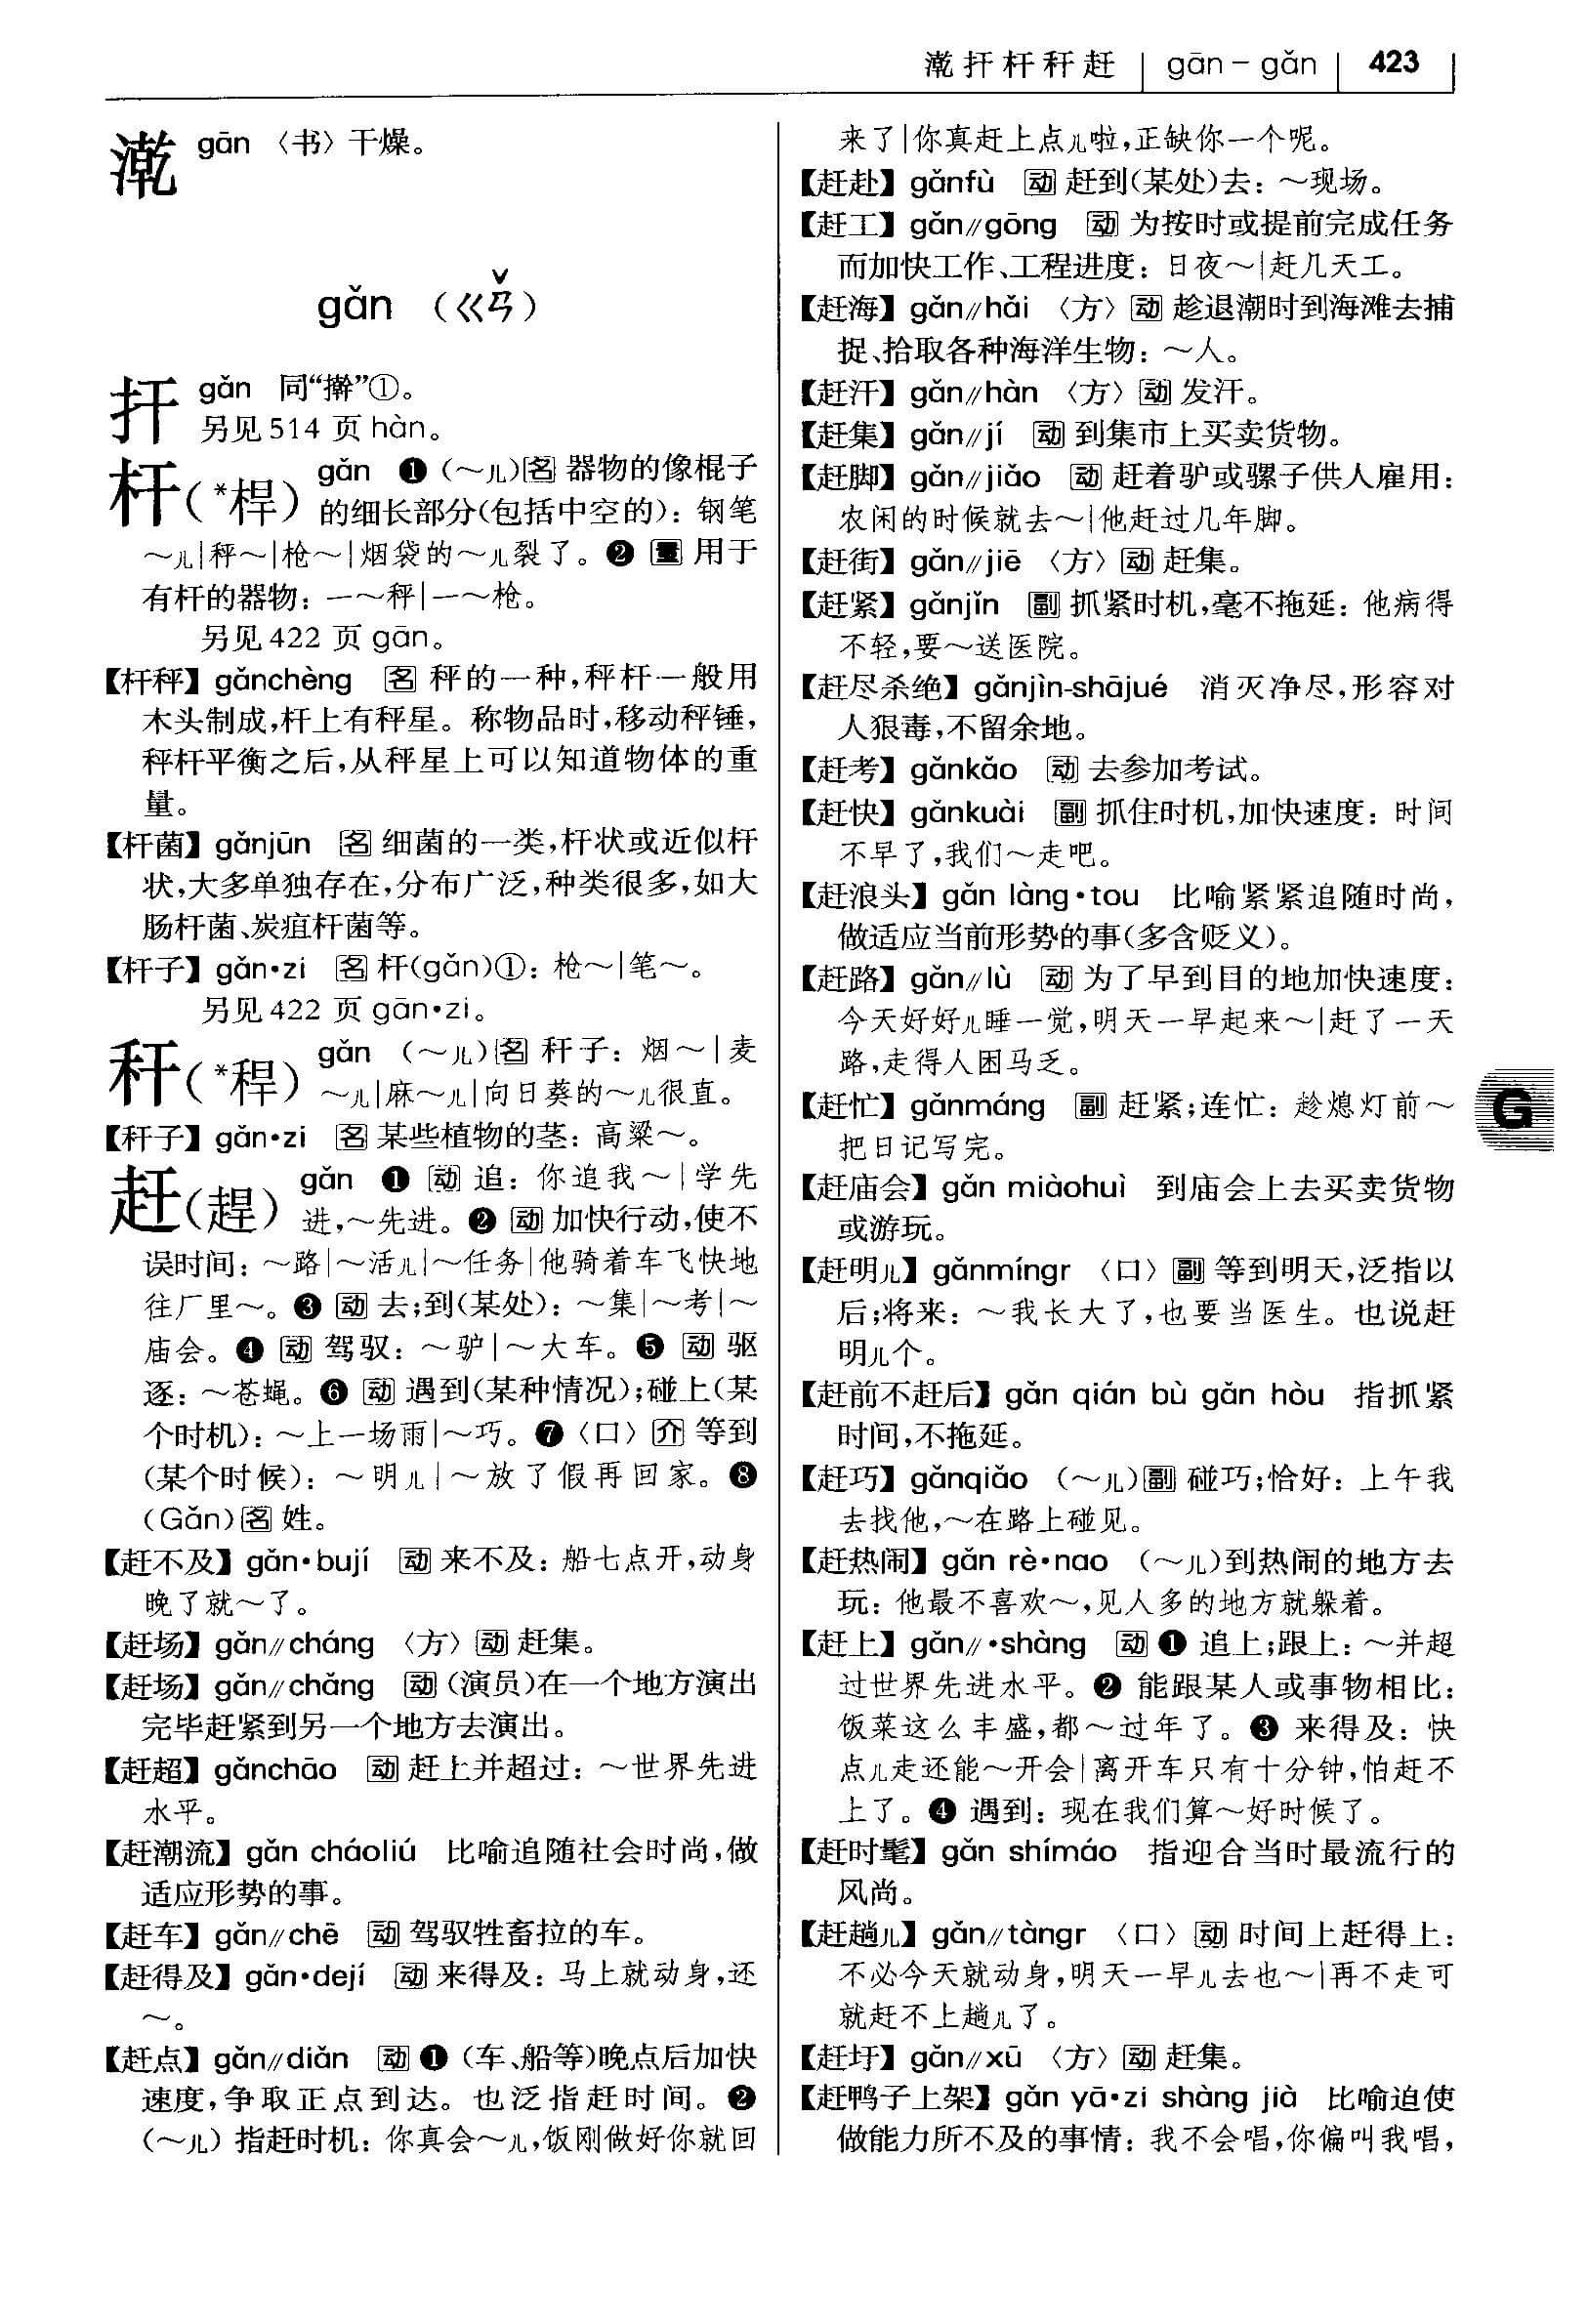 漧扞杆秆赶 gān－gǎn 423
漧 gān 〈书〉干燥。
gǎn （ㄍㄢˇ）
扞 gǎn 同“擀”①。
另见514 页 hàn。
杆(*桿) gǎn ❶（～儿）名 器物的像棍子
的细长部分（包括中空的）：钢笔
～儿|秤～|枪～|烟袋的～儿裂了。❷ 量 用于
有杆的器物：一～秤|一～枪。
另见422 页 gān。
【杆秤】gǎnchèng 名 秤的一种，秤杆一般用
木头制成，杆上有秤星。称物品时，移动秤锤，
秤杆平衡之后，从秤星上可以知道物体的重
量。
【杆菌】gǎnjūn 名 细菌的一类，杆状或近似杆
状，大多单独存在，分布广泛，种类很多，如大
肠杆菌、炭疽杆菌等。
【杆子】gǎn•zi 名 杆(gǎn)①：枪～|笔～。
另见422 页 gān•zi。
秆(*稈) gǎn （～儿）名 秆子：烟～|麦
～儿|麻～儿|向日葵的～儿很直。
【秆子】gǎn•zi 名 某些植物的茎：高粱～。
赶(趕) gǎn ❶ 动 追：你追我～|学先
进，～先进。❷ 动 加快行动，使不
误时间：～路|～活儿|～任务|他骑着车飞快地
往厂里～。❸ 动 去；到（某处）：～集|～考|～
庙会。❹ 动 驾驭：～驴|～大车。❺ 动 驱
逐：～苍蝇。❻ 动 遇到（某种情况）；碰上（某
个时机）：～上一场雨|～巧。❼〈口〉介 等到
（某个时候）：～明儿|～放了假再回家。❽
（Gǎn）名 姓。
【赶不及】gǎn•bují 动 来不及：船七点开，动身
晚了就～了。
【赶场】gǎn∥cháng 〈方〉动 赶集。
【赶场】gǎn∥chǎng 动（演员）在一个地方演出
完毕赶紧到另一个地方去演出。
【赶超】gǎnchāo 动 赶上并超过：～世界先进
水平。
【赶潮流】gǎn cháoliú 比喻追随社会时尚，做
适应形势的事。
【赶车】gǎn∥chē 动 驾驭牲畜拉的车。
【赶得及】gǎn•dejí 动 来得及：马上就动身，还
～。
【赶点】gǎn∥diǎn 动 ❶（车、船等）晚点后加快
速度，争取正点到达。也泛指赶时间。❷
（～儿）指赶时机：你真会～儿，饭刚做好你就回
来了|你真赶上点儿啦，正缺你一个呢。
【赶赴】gǎnfù 动 赶到（某处）去：～现场。
【赶工】gǎn∥gōng 动 为按时或提前完成任务
而加快工作、工程进度：日夜～|赶几天工。
【赶海】gǎn∥hǎi 〈方〉动 趁退潮时到海滩去捕
捉、拾取各种海洋生物：～人。
【赶汗】gǎn∥hàn 〈方〉动 发汗。
【赶集】gǎn∥jí 动 到集市上买卖货物。
【赶脚】gǎn∥jiǎo 动 赶着驴或骡子供人雇用：
农闲的时候就去～|他赶过几年脚。
【赶街】gǎn∥jiē 〈方〉动 赶集。
【赶紧】gǎnjǐn 副 抓紧时机，毫不拖延：他病得
不轻，要～送医院。
【赶尽杀绝】gǎnjìn-shājué 消灭净尽，形容对
人狠毒，不留余地。
【赶考】gǎnkǎo 动 去参加考试。
【赶快】gǎnkuài 副 抓住时机，加快速度：时间
不早了，我们～走吧。
【赶浪头】gǎn làng•tou 比喻紧紧追随时尚，
做适应当前形势的事（多含贬义）。
【赶路】gǎn∥lù 动 为了早到目的地加快速度：
今天好好儿睡一觉，明天一早起来～|赶了一天
路，走得人困马乏。
【赶忙】gǎnmáng 副 赶紧；连忙：趁熄灯前～
把日记写完。
【赶庙会】gǎn miàohuì 到庙会上去买卖货物
或游玩。
【赶明儿】gǎnmíngr 〈口〉副 等到明天，泛指以
后；将来：～我长大了，也要当医生。也说赶
明儿个。
【赶前不赶后】gǎn qián bù gǎn hòu 指抓紧
时间，不拖延。
【赶巧】gǎnqiǎo （～儿）副 碰巧；恰好：上午我
去找他，～在路上碰见。
【赶热闹】gǎn rè•nao （～儿）到热闹的地方去
玩：他最不喜欢～，见人多的地方就躲着。
【赶上】gǎn∥•shàng 动 ❶ 追上；跟上：～并超
过世界先进水平。❷ 能跟某人或事物相比：
饭菜这么丰盛，都～过年了。❸ 来得及：快
点儿走还能～开会|离开车只有十分钟，怕赶不
上了。❹ 遇到：现在我们算～好时候了。
【赶时髦】gǎn shímáo 指迎合当时最流行的
风尚。
【赶趟儿】gǎn∥tàngr 〈口〉动 时间上赶得上：
不必今天就动身，明天一早儿去也～|再不走可
就赶不上趟儿了。
【赶圩】gǎn∥xū 〈方〉动 赶集。
【赶鸭子上架】gǎn yā•zi shàng jià 比喻迫使
做能力所不及的事情：我不会唱，你偏叫我唱，
G